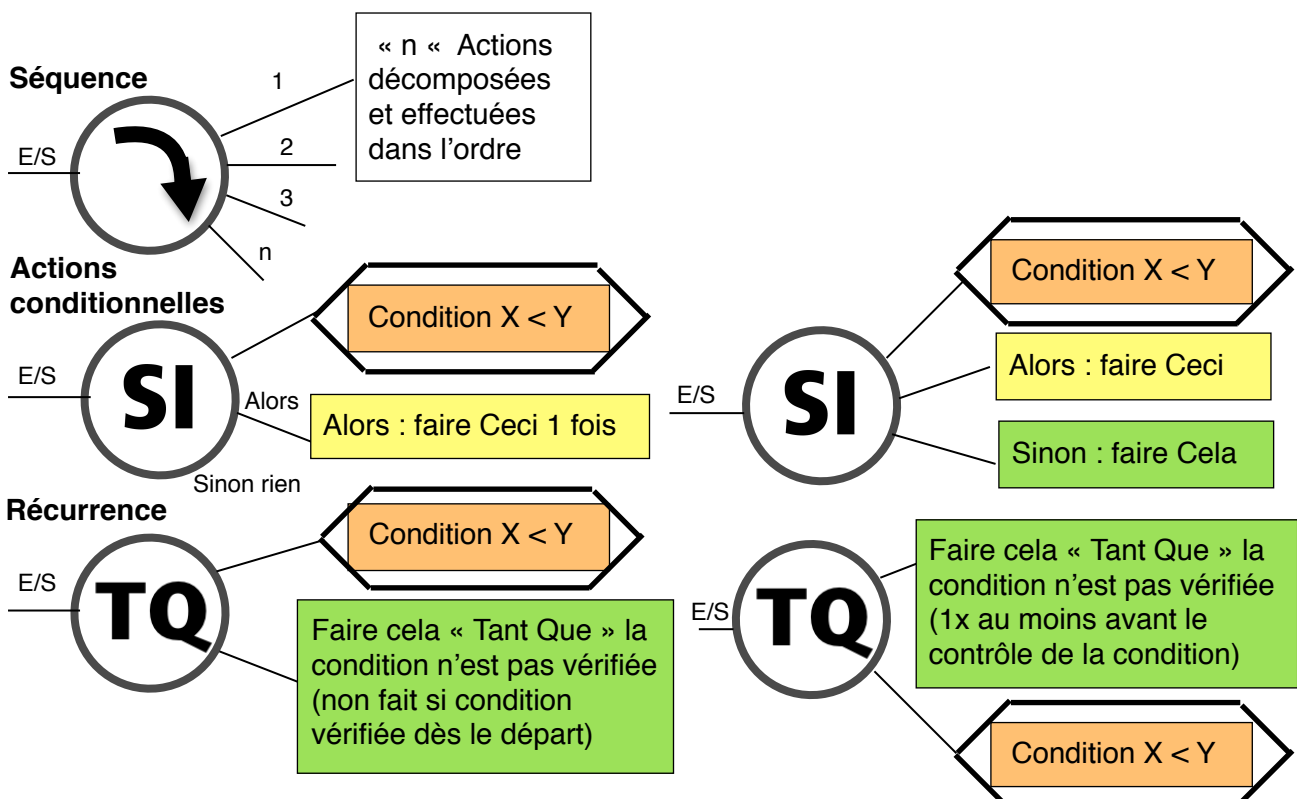 Séquence
E/S
1
2
3
n
« n «  Actions
décomposées
et effectuées
dans l'ordre
Actions
conditionnelles
E/S
SI
Condition X < Y
Alors
Alors : faire Ceci 1 fois
Sinon rien
E/S
SI
Condition X < Y
Alors : faire Ceci
Sinon : faire Cela
Récurrence
E/S
TQ
Condition X < Y
Faire cela « Tant Que » la
condition n'est pas vérifiée
(non fait si condition
vérifiée dès le départ)
E/S
TQ
Faire cela « Tant Que » la
condition n'est pas vérifiée
(1x au moins avant le
contrôle de la condition)
Condition X < Y